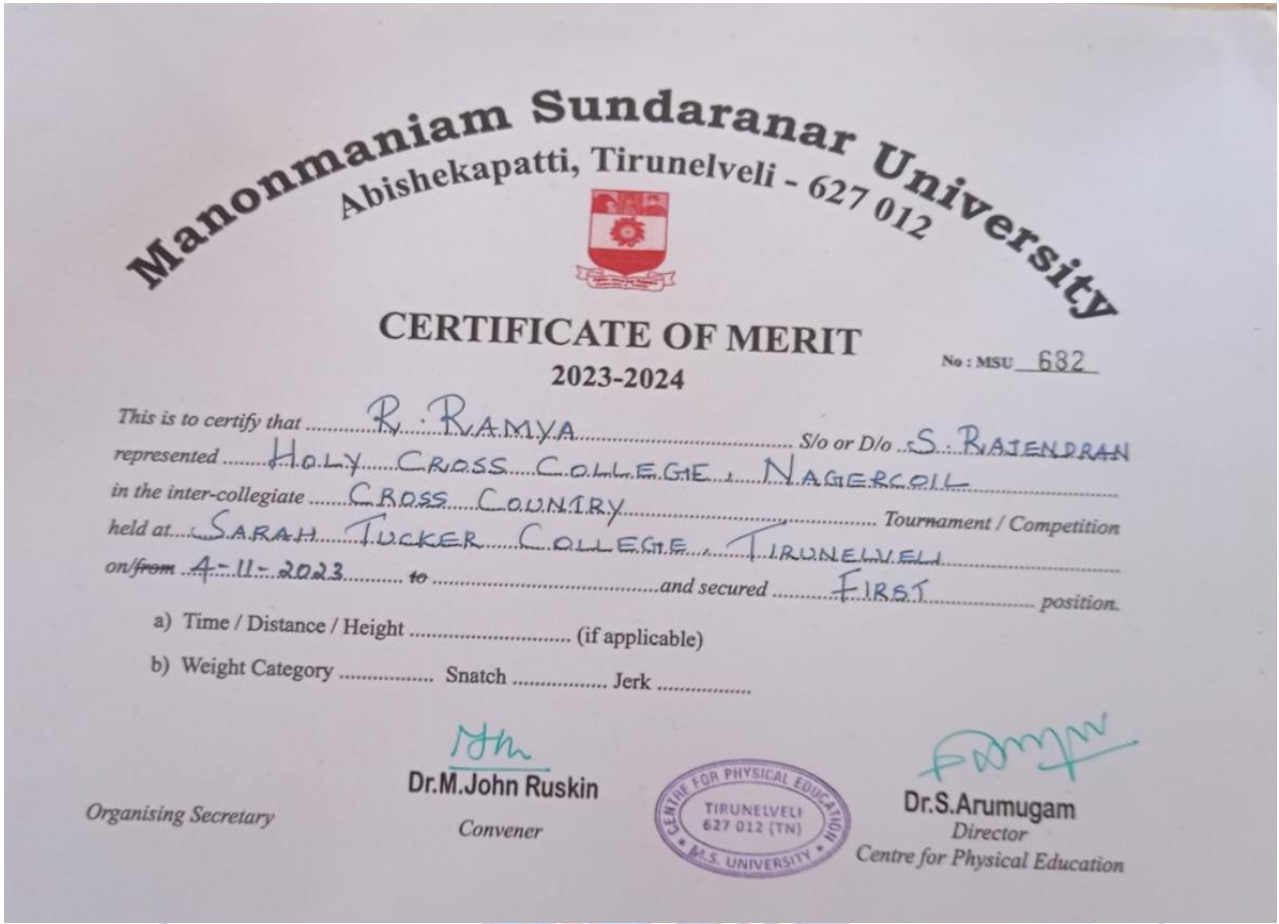 Manonmaniam Sundaranar University
Abishekapatti, Tirunelveli - 627 012
CERTIFICATE OF MERIT
No : MSU 682
2023-2024
This is to certify that R. RAMYA S/o or D/o S. RAJENDRAN
represented HOLY CROSS COLLEGE, NAGERCOIL
in the inter-collegiate CROSS COUNTRY Tournament / Competition
held at SARAH TUCKER COLLEGE, TIRUNELVELI
on/from 4-11-2023 to and secured FIRST position.
a) Time / Distance / Height (if applicable)
b) Weight Category Snatch Jerk
Dr.M.John Ruskin
Convener
Organising Secretary
CENTRE FOR PHYSICAL EDUCATION
TIRUNELVELI
627 012 (TN)
M.S. UNIVERSITY
Dr.S.Arumugam
Director
Centre for Physical Education